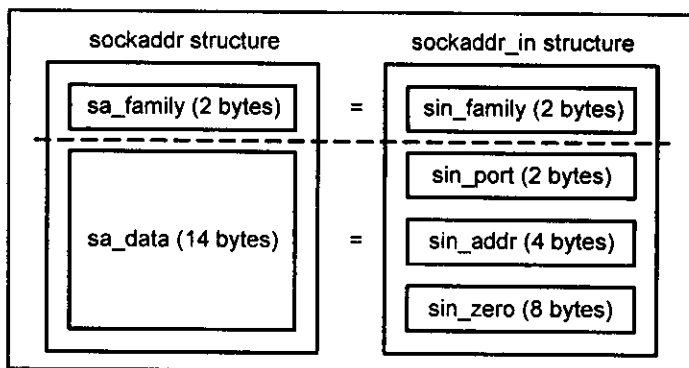 sockaddr structure
sockaddr_in structure
sa_family (2 bytes)
=
sin_family (2 bytes)
sin_port (2 bytes)
sa_data (14 bytes)
=
sin_addr (4 bytes)
sin_zero (8 bytes)